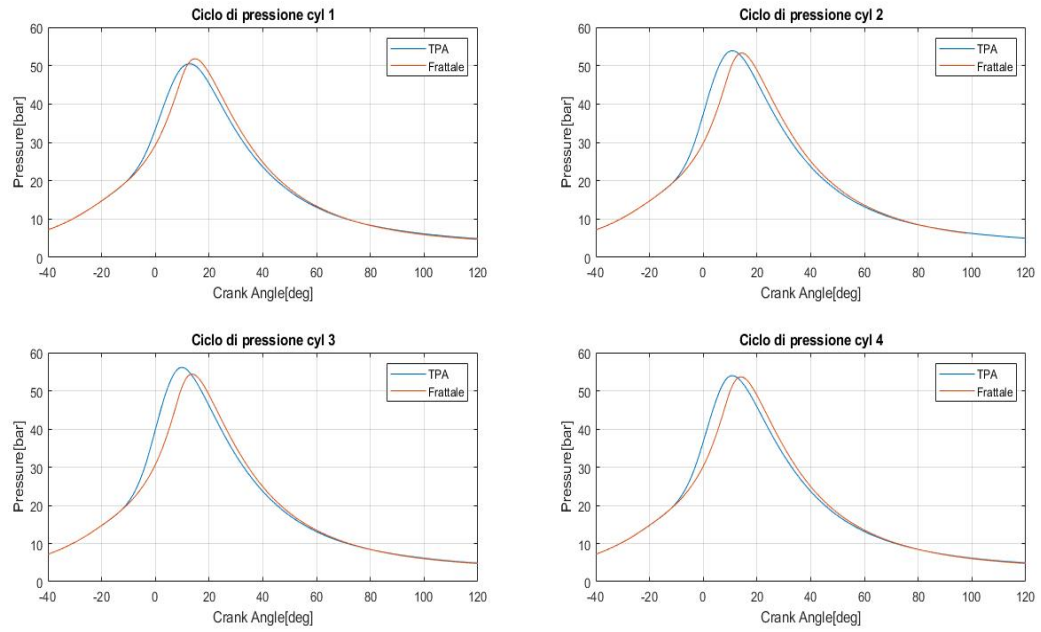 Ciclo di pressione cyl 1
60
50
40
30
20
10
0
Pressure[bar]
TPA
Frattale
-40 -20 0 20 40 60 80 100 120
Crank Angle[deg]
Ciclo di pressione cyl 2
60
50
40
30
20
10
0
Pressure[bar]
TPA
Frattale
-40 -20 0 20 40 60 80 100 120
Crank Angle[deg]
Ciclo di pressione cyl 3
60
50
40
30
20
10
0
Pressure[bar]
TPA
Frattale
-40 -20 0 20 40 60 80 100 120
Crank Angle[deg]
Ciclo di pressione cyl 4
60
50
40
30
20
10
0
Pressure[bar]
TPA
Frattale
-40 -20 0 20 40 60 80 100 120
Crank Angle[deg]